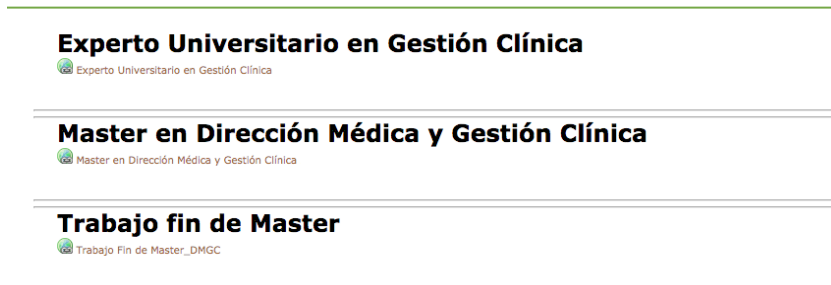 Experto Universitario en Gestión Clínica
Experto Universitario en Gestión Clínica
Master en Dirección Médica y Gestión Clínica
Master en Dirección Médica y Gestión Clínica
Trabajo fin de Master
Trabajo Fin de Master_DMGC